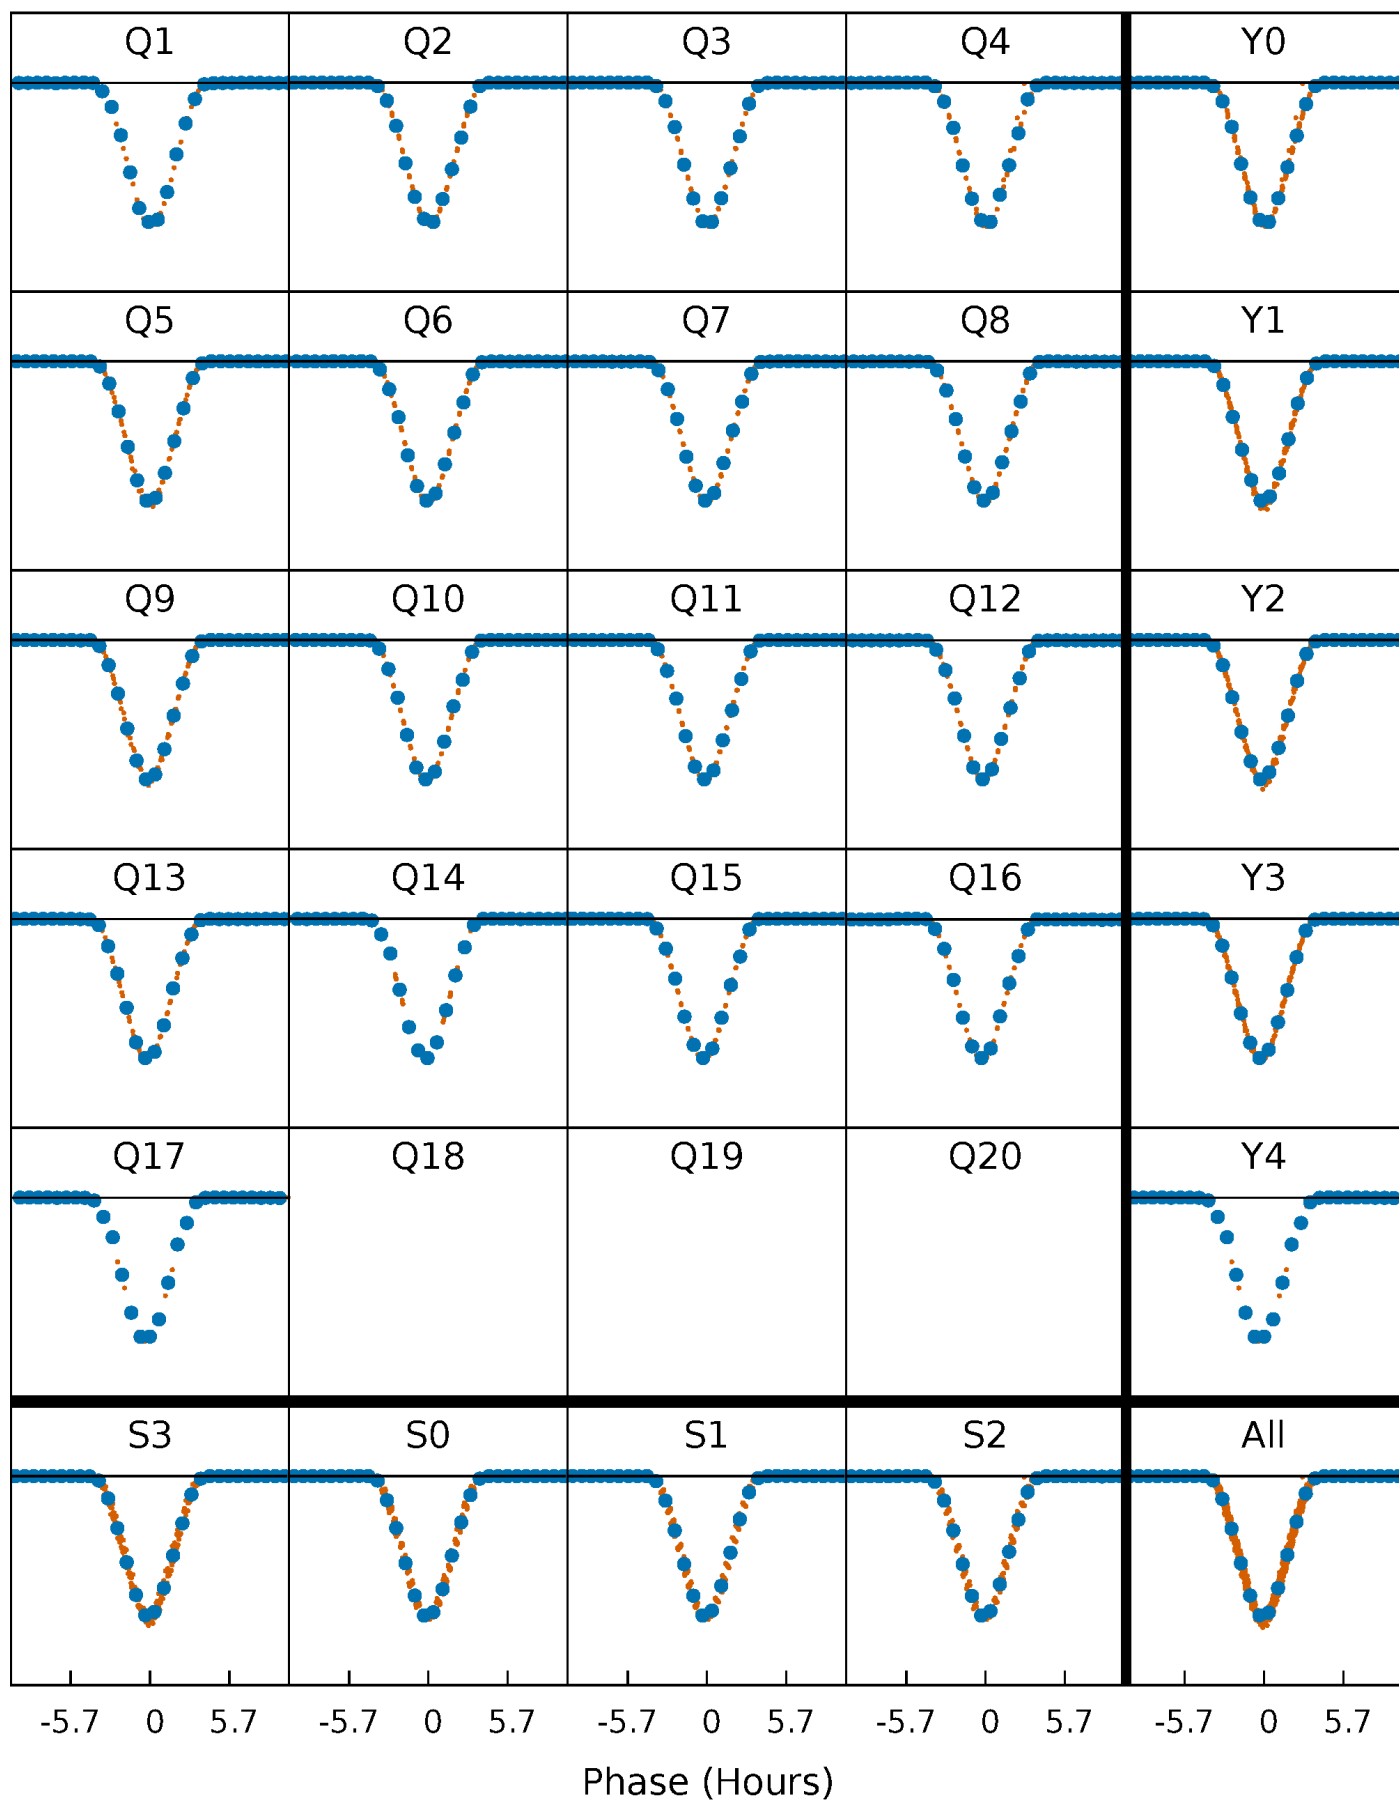 Q1 Q2 Q3 Q4 Y0
Q5 Q6 Q7 Q8 Y1
Q9 Q10 Q11 Q12 Y2
Q13 Q14 Q15 Q16 Y3
Q17 Q18 Q19 Q20 Y4
S3 S0 S1 S2 All
-5.7 0 5.7 -5.7 0 5.7 -5.7 0 5.7 -5.7 0 5.7 -5.7 0 5.7
Phase (Hours)